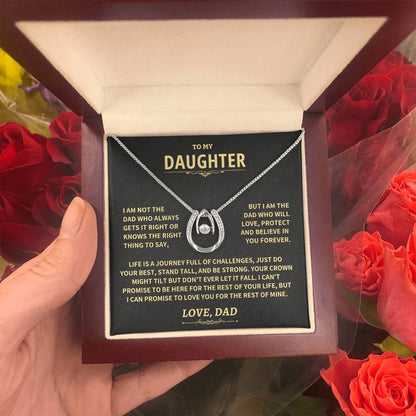 TO MY
DAUGHTER
I AM NOT THE
DAD WHO ALWAYS
GETS IT RIGHT OR
KNOWS THE RIGHT
THING TO SAY,
BUT I AM THE
DAD WHO WILL
LOVE, PROTECT
AND BELIEVE IN
YOU FOREVER.
LIFE IS A JOURNEY FULL OF CHALLENGES, JUST DO
YOUR BEST, STAND TALL, AND BE STRONG. YOUR CROWN
MIGHT TILT BUT DON'T EVER LET IT FALL. I CAN'T
PROMISE TO BE HERE FOR THE REST OF YOUR LIFE, BUT
I CAN PROMISE TO LOVE YOU FOR THE REST OF MINE.
LOVE, DAD